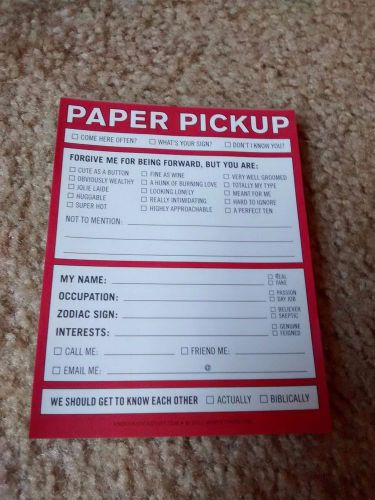 PAPER PICKUP
COME HERE OFTEN? WHAT'S YOUR SIGN? DON'T I KNOW YOU?
FORGIVE ME FOR BEING FORWARD, BUT YOU ARE:
CUTE AS A BUTTON FINE AS WINE VERY WELL GROOMED
OBVIOUSLY WEALTHY A HUNK OF BURNING LOVE TOTALLY MY TYPE
JOLIE LAIDE LOOKING LONELY MEANT FOR ME
HUGGABLE REALLY INTIMIDATING HARD TO IGNORE
SUPER HOT HIGHLY APPROACHABLE A PERFECT TEN
NOT TO MENTION:
MY NAME: REAL
FAKE
OCCUPATION: PASSION
DAY JOB
ZODIAC SIGN: BELIEVER
SKEPTIC
INTERESTS: GENUINE
FEIGNED
CALL ME: FRIEND ME:
EMAIL ME: @
WE SHOULD GET TO KNOW EACH OTHER ACTUALLY BIBLICALLY